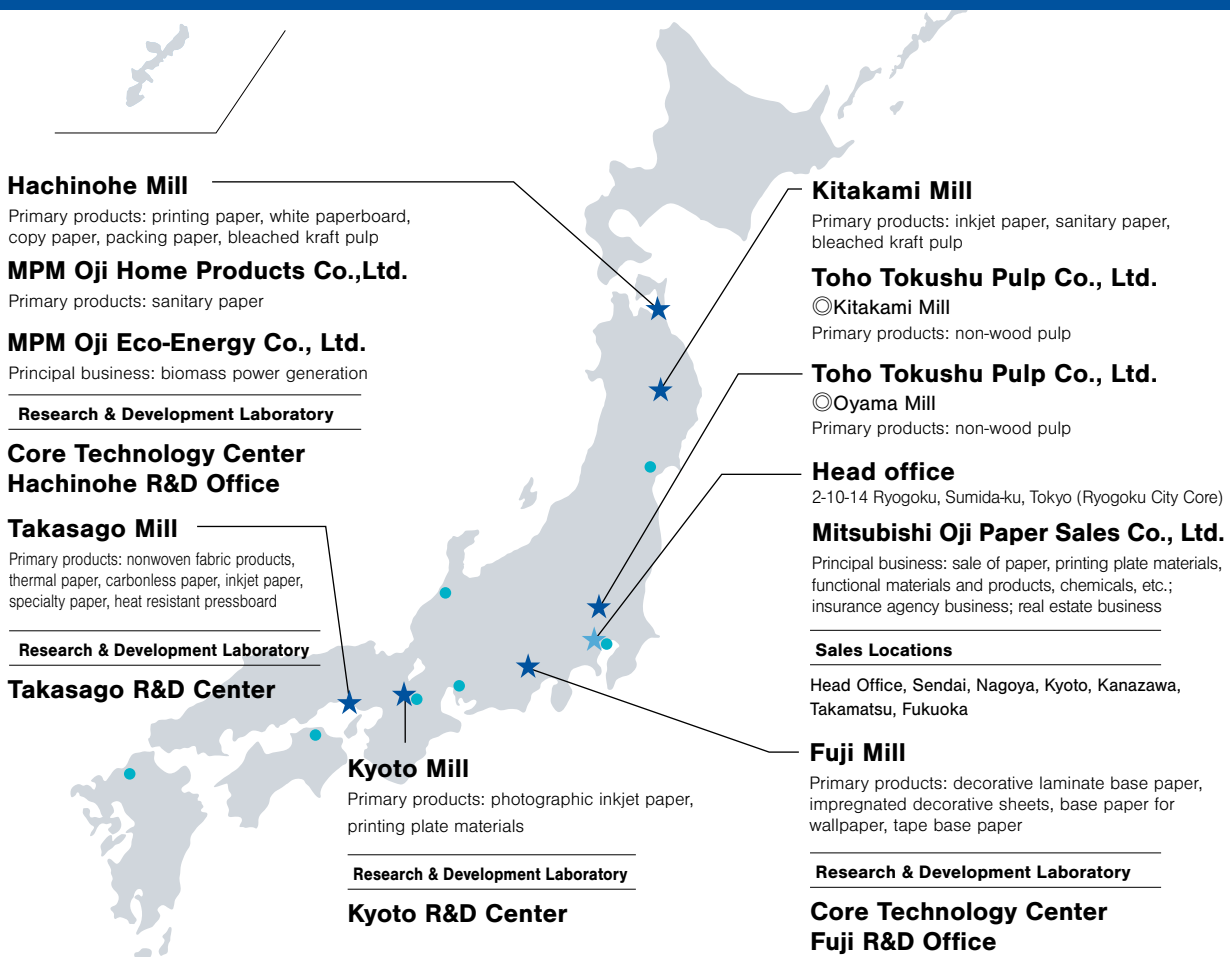 Hachinohe Mill
Primary products: printing paper, white paperboard,
copy paper, packing paper, bleached kraft pulp
MPM Oji Home Products Co.,Ltd.
Primary products: sanitary paper
MPM Oji Eco-Energy Co., Ltd.
Principal business: biomass power generation
Research & Development Laboratory
Core Technology Center
Hachinohe R&D Office
Takasago Mill
Primary products: nonwoven fabric products,
thermal paper, carbonless paper, inkjet paper,
specialty paper, heat resistant pressboard
Research & Development Laboratory
Takasago R&D Center
Kyoto Mill
Primary products: photographic inkjet paper,
printing plate materials
Research & Development Laboratory
Kyoto R&D Center
Kitakami Mill
Primary products: inkjet paper, sanitary paper,
bleached kraft pulp
Toho Tokushu Pulp Co., Ltd.
◎Kitakami Mill
Primary products: non-wood pulp
Toho Tokushu Pulp Co., Ltd.
◎Oyama Mill
Primary products: non-wood pulp
Head office
2-10-14 Ryogoku, Sumida-ku, Tokyo (Ryogoku City Core)
Mitsubishi Oji Paper Sales Co., Ltd.
Principal business: sale of paper, printing plate materials,
functional materials and products, chemicals, etc.;
insurance agency business; real estate business
Sales Locations
Head Office, Sendai, Nagoya, Kyoto, Kanazawa,
Takamatsu, Fukuoka
Fuji Mill
Primary products: decorative laminate base paper,
impregnated decorative sheets, base paper for
wallpaper, tape base paper
Research & Development Laboratory
Core Technology Center
Fuji R&D Office